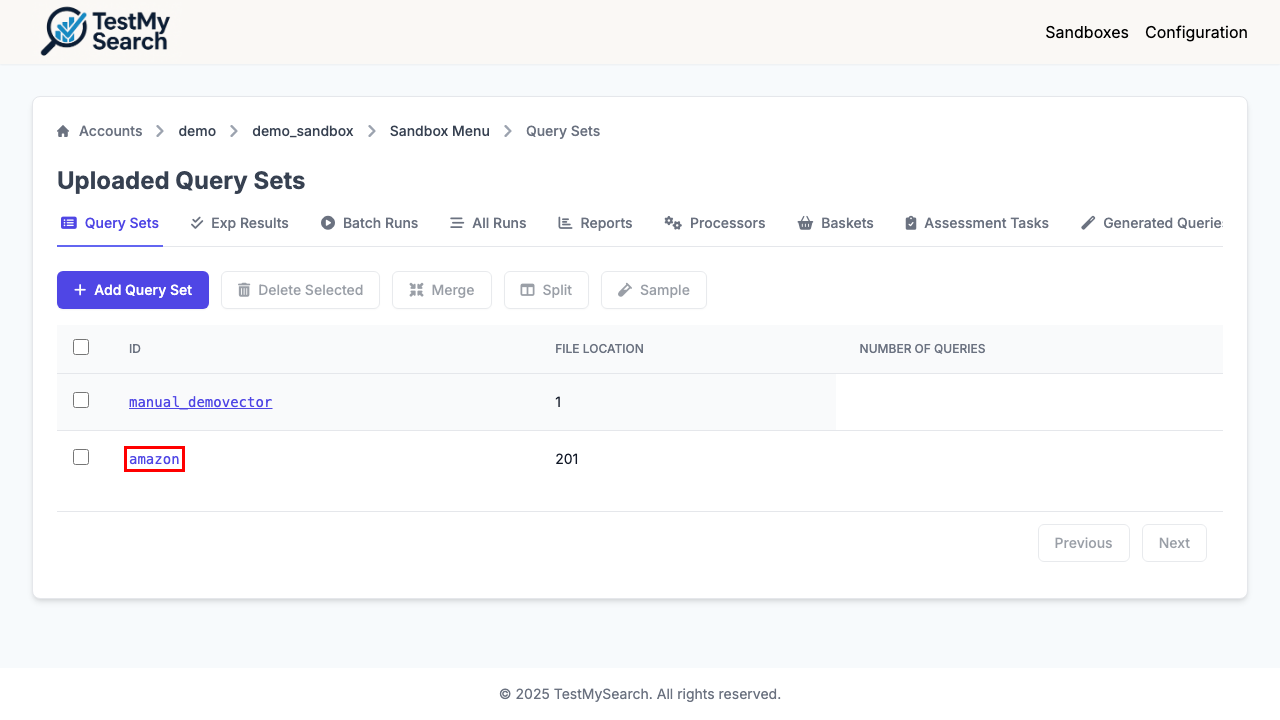 TestMy
Search
Sandboxes Configuration
Accounts demo demo_sandbox Sandbox Menu Query Sets
Uploaded Query Sets
Query Sets Exp Results Batch Runs All Runs Reports Processors Baskets Assessment Tasks Generated Querie
Add Query Set Delete Selected Merge Split Sample
ID FILE LOCATION NUMBER OF QUERIES
manual_demovector 1
amazon 201
Previous Next
© 2025 TestMySearch. All rights reserved.